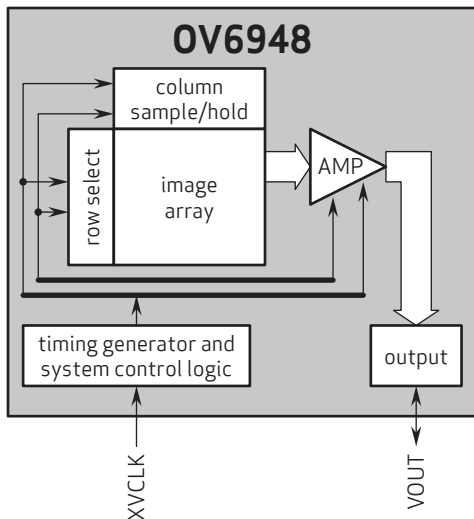 OV6948
column
sample/hold
row select
image
array
AMP
timing generator and
system control logic
output
XVCLK
VOUT